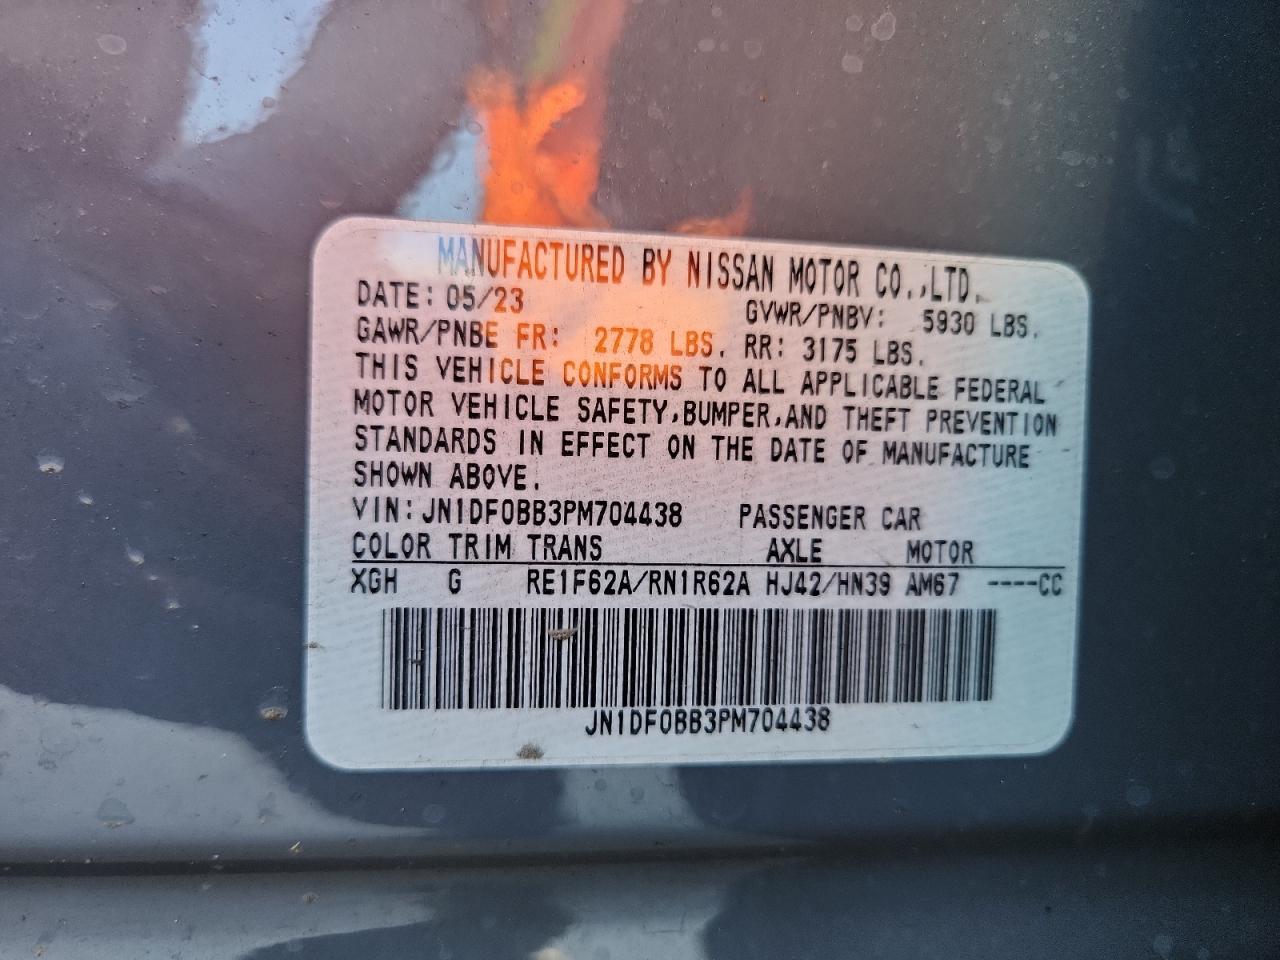 MANUFACTURED BY NISSAN MOTOR CO.,LTD.
DATE: 05/23 GVWR/PNBV: 5930 LBS.
GAWR/PNBE FR: 2778 LBS. RR: 3175 LBS.
THIS VEHICLE CONFORMS TO ALL APPLICABLE FEDERAL
MOTOR VEHICLE SAFETY,BUMPER,AND THEFT PREVENTION
STANDARDS IN EFFECT ON THE DATE OF MANUFACTURE
SHOWN ABOVE.
VIN: JN1DF0BB3PM704438 PASSENGER CAR
COLOR TRIM TRANS AXLE MOTOR
XGH G RE1F62A/RN1R62A HJ42/HN39 AM67 ----CC
JN1DF0BB3PM704438